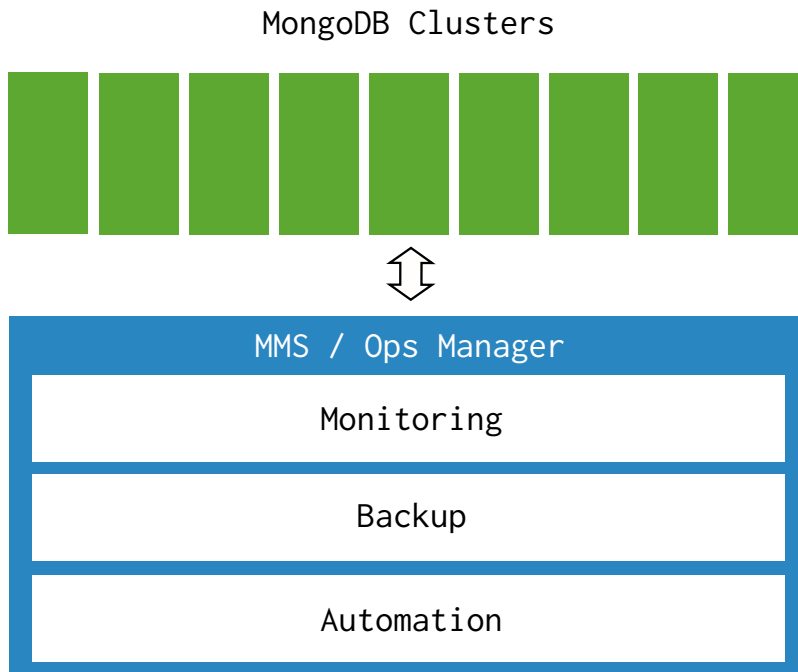 MongoDB Clusters
MMS / Ops Manager
Monitoring
Backup
Automation